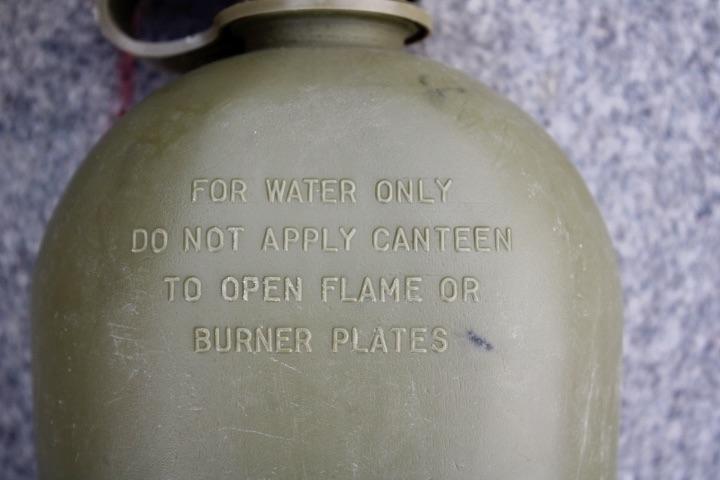 FOR WATER ONLY
DO NOT APPLY CANTEEN
TO OPEN FLAME OR
BURNER PLATES